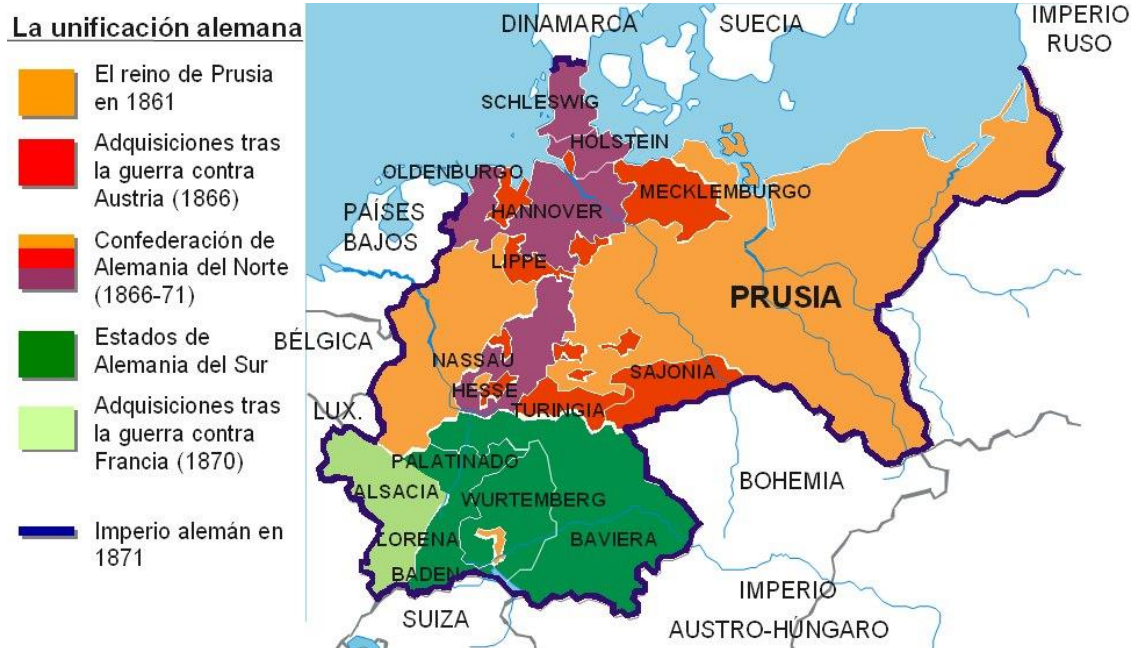 La unificación alemana
El reino de Prusia
en 1861
Adquisiciones tras
la guerra contra
Austria (1866)
Confederación de
Alemania del Norte
(1866-71)
Estados de
Alemania del Sur
Adquisiciones tras
la guerra contra
Francia (1870)
Imperio alemán en
1871
DINAMARCA
SUECIA
IMPERIO
RUSO
SCHLESWIG
HOLSTEIN
OLDENBURGO
MECKLEMBURGO
PAÍSES
BAJOS
HANNOVER
LIPPE
PRUSIA
BÉLGICA
NASSAU
SAJONIA
HESSE
LUX.
TURINGIA
PALATINADO
BOHEMIA
ALSACIA
WURTEMBERG
LORENA
BAVIERA
BADEN
SUIZA
IMPERIO
AUSTRO-HÚNGARO